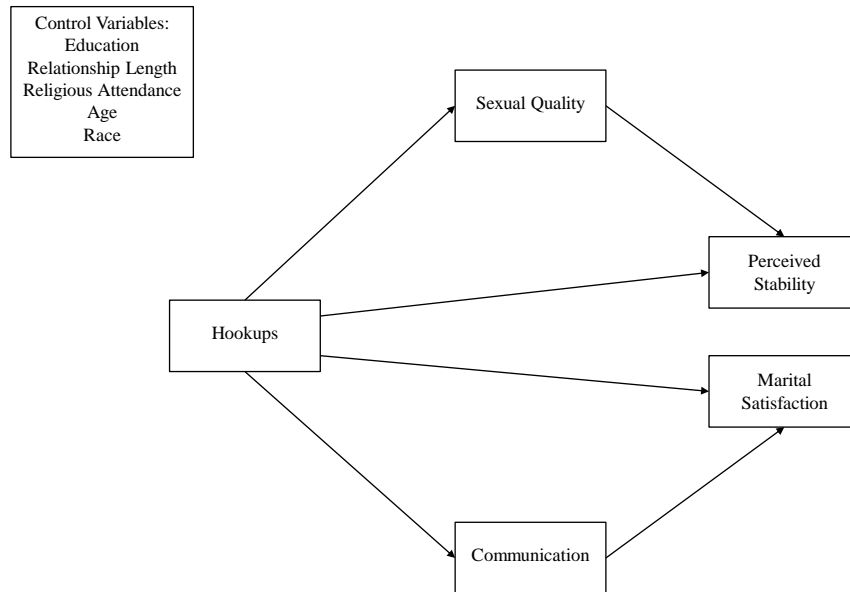 Control Variables:
Education
Relationship Length
Religious Attendance
Age
Race
Sexual Quality
Perceived
Stability
Hookups
Marital
Satisfaction
Communication